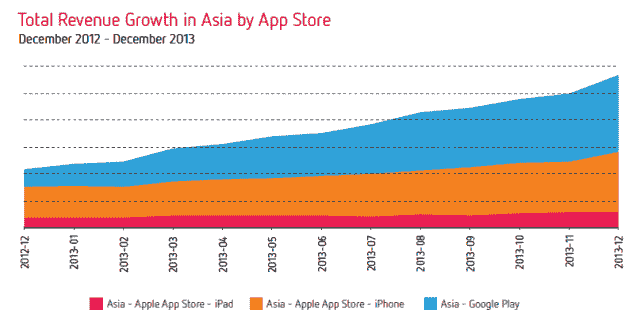 Total Revenue Growth in Asia by App Store
December 2012 - December 2013
2012-12
2013-01
2013-02
2013-03
2013-04
2013-05
2013-06
2013-07
2013-08
2013-09
2013-10
2013-11
2013-12
Asia - Apple App Store - iPad
Asia - Apple App Store - iPhone
Asia - Google Play